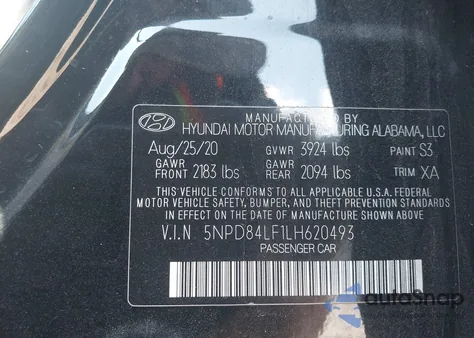 MANUFACTURED BY
HYUNDAI MOTOR MANUFACTURING ALABAMA, LLC
Aug/25/20 GVWR 3924 lbs PAINT S3
GAWR FRONT 2183 lbs GAWR REAR 2094 lbs TRIM XA
THIS VEHICLE CONFORMS TO ALL APPLICABLE U.S.A. FEDERAL
MOTOR VEHICLE SAFETY, BUMPER, AND THEFT PREVENTION STANDARDS
IN EFFECT ON THE DATE OF MANUFACTURE SHOWN ABOVE.
V.I.N 5NPD84LF1LH620493
PASSENGER CAR
autoSnap